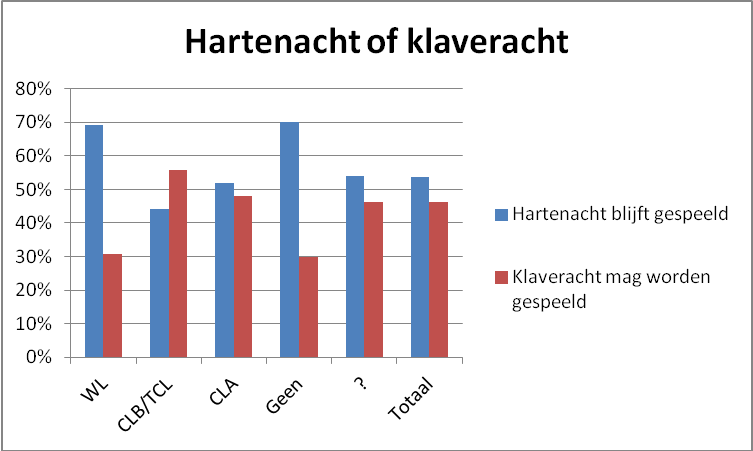 Hartenacht of klaveracht
80%
70%
60%
50%
40%
30%
20%
10%
0%
WL
CLB/TCL
CLA
Geen
?
Totaal
Hartenacht blijft gespeeld
Klaveracht mag worden
gespeeld